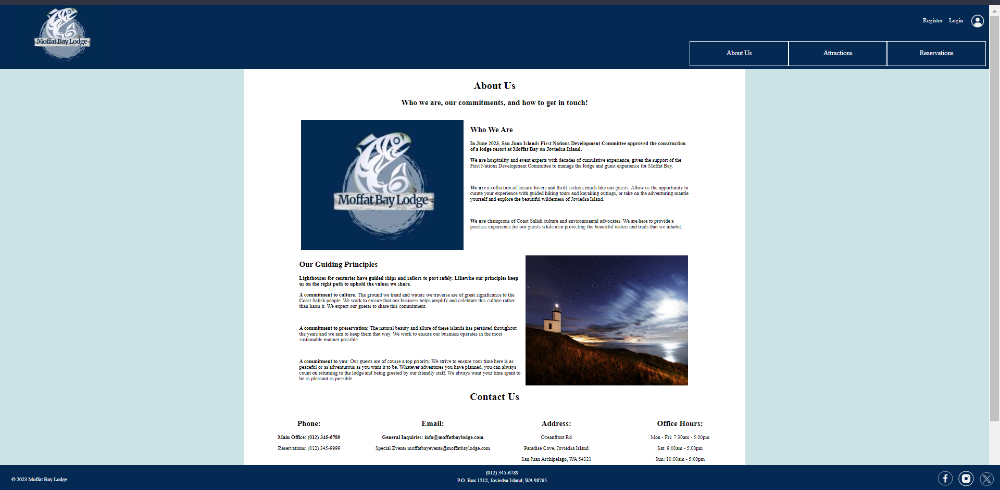 Moffat Bay Lodge
Register Login
About Us
Attractions
Reservations
About Us
Who we are, our commitments, and how to get in touch!
Moffat Bay Lodge
Who We Are
In June 2023, San Juan Islands First Nations Development Committee approved the construction
of a lodge resort at Moffat Bay on Joviedsa Island.
We are hospitality and event experts with decades of cumulative experience, given the support of the
First Nations Development Committee to manage the lodge and guest experience for Moffat Bay.
We are a collection of leisure-lovers and thrill-seekers much like our guests. Allow us the opportunity to
curate your experience with guided hiking tours and kayaking outings, or take on the adventuring mantle
yourself and explore the beautiful wilderness of Joviedsa Island.
We are champions of Coast Salish culture and environmental advocates. We are here to provide a
peerless experience for our guests while also protecting the beautiful waters and trails that we inhabit.
Our Guiding Principles
Lighthouses for centuries have guided ships and sailors to port safely. Likewise our principles keep
us on the right path to uphold the values we share.
A commitment to culture: The ground we tread and waters we traverse are of great significance to the
Coast Salish people. We work to ensure that our business helps amplify and celebrate this culture rather
than harm it. We expect our guests to share this commitment.
A commitment to preservation: The natural beauty and allure of these islands has persisted throughout
the years and we aim to keep them that way. We work to ensure our business operates in the most
sustainable manner possible.
A commitment to you: Our guests are of course a top priority. We strive to ensure your time here is as
peaceful or as adventurous as you want it to be. Whatever adventures you have planned, you can always
count on returning to the lodge and being greeted by our friendly staff. We always want your time spent to
be as pleasant as possible.
Contact Us
Phone:
Main Office: (012) 345-6789
Reservations: (012) 345-9999
Email:
General Inquiries: info@moffatbaylodge.com
Special Events moffatbayevents@moffatbaylodge.com
Address:
Oceanfront Rd
Paradise Cove, Joviedsa Island
San Juan Archipelago, WA 54321
Office Hours:
Mon - Fri: 7:30am - 5:00pm
Sat: 9:00am - 5:00pm
Sun: 10:00am - 5:00pm
© 2023 Moffat Bay Lodge
(012) 345-6789
P.O. Box 1212, Joviedsa Island, WA 98765